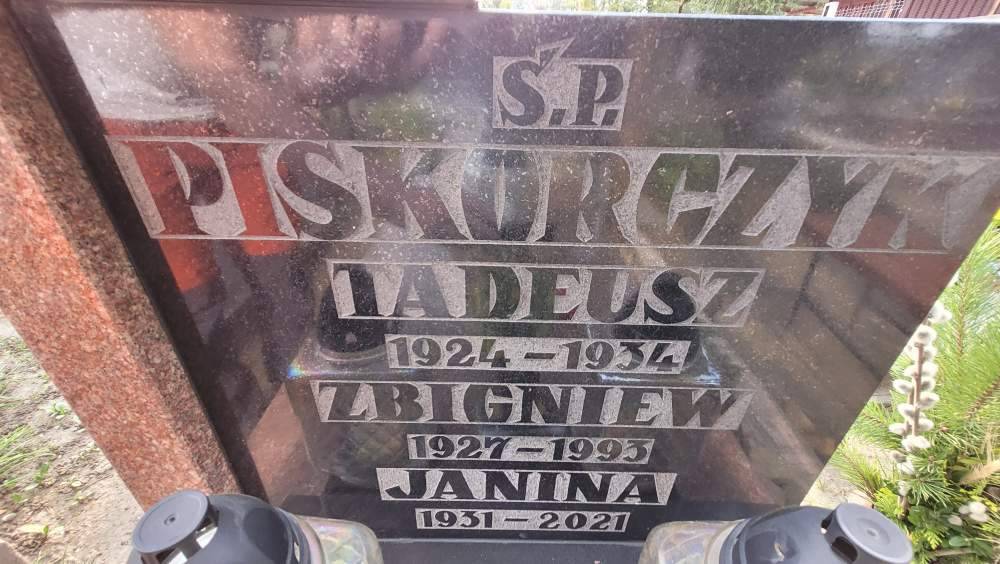 Ś.P.
PISKORCZYK
TADEUSZ
1924 – 1934
ZBIGNIEW
1927 – 1993
JANINA
1931 – 2021